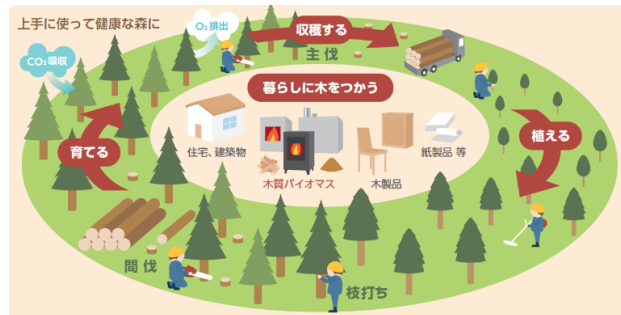 上手に使って健康な森に
O₂排出
収穫する
主伐
CO₂吸収
暮らしに木をつかう
植える
育てる
住宅、建築物
紙製品 等
木質バイオマス
木製品
間伐
枝打ち